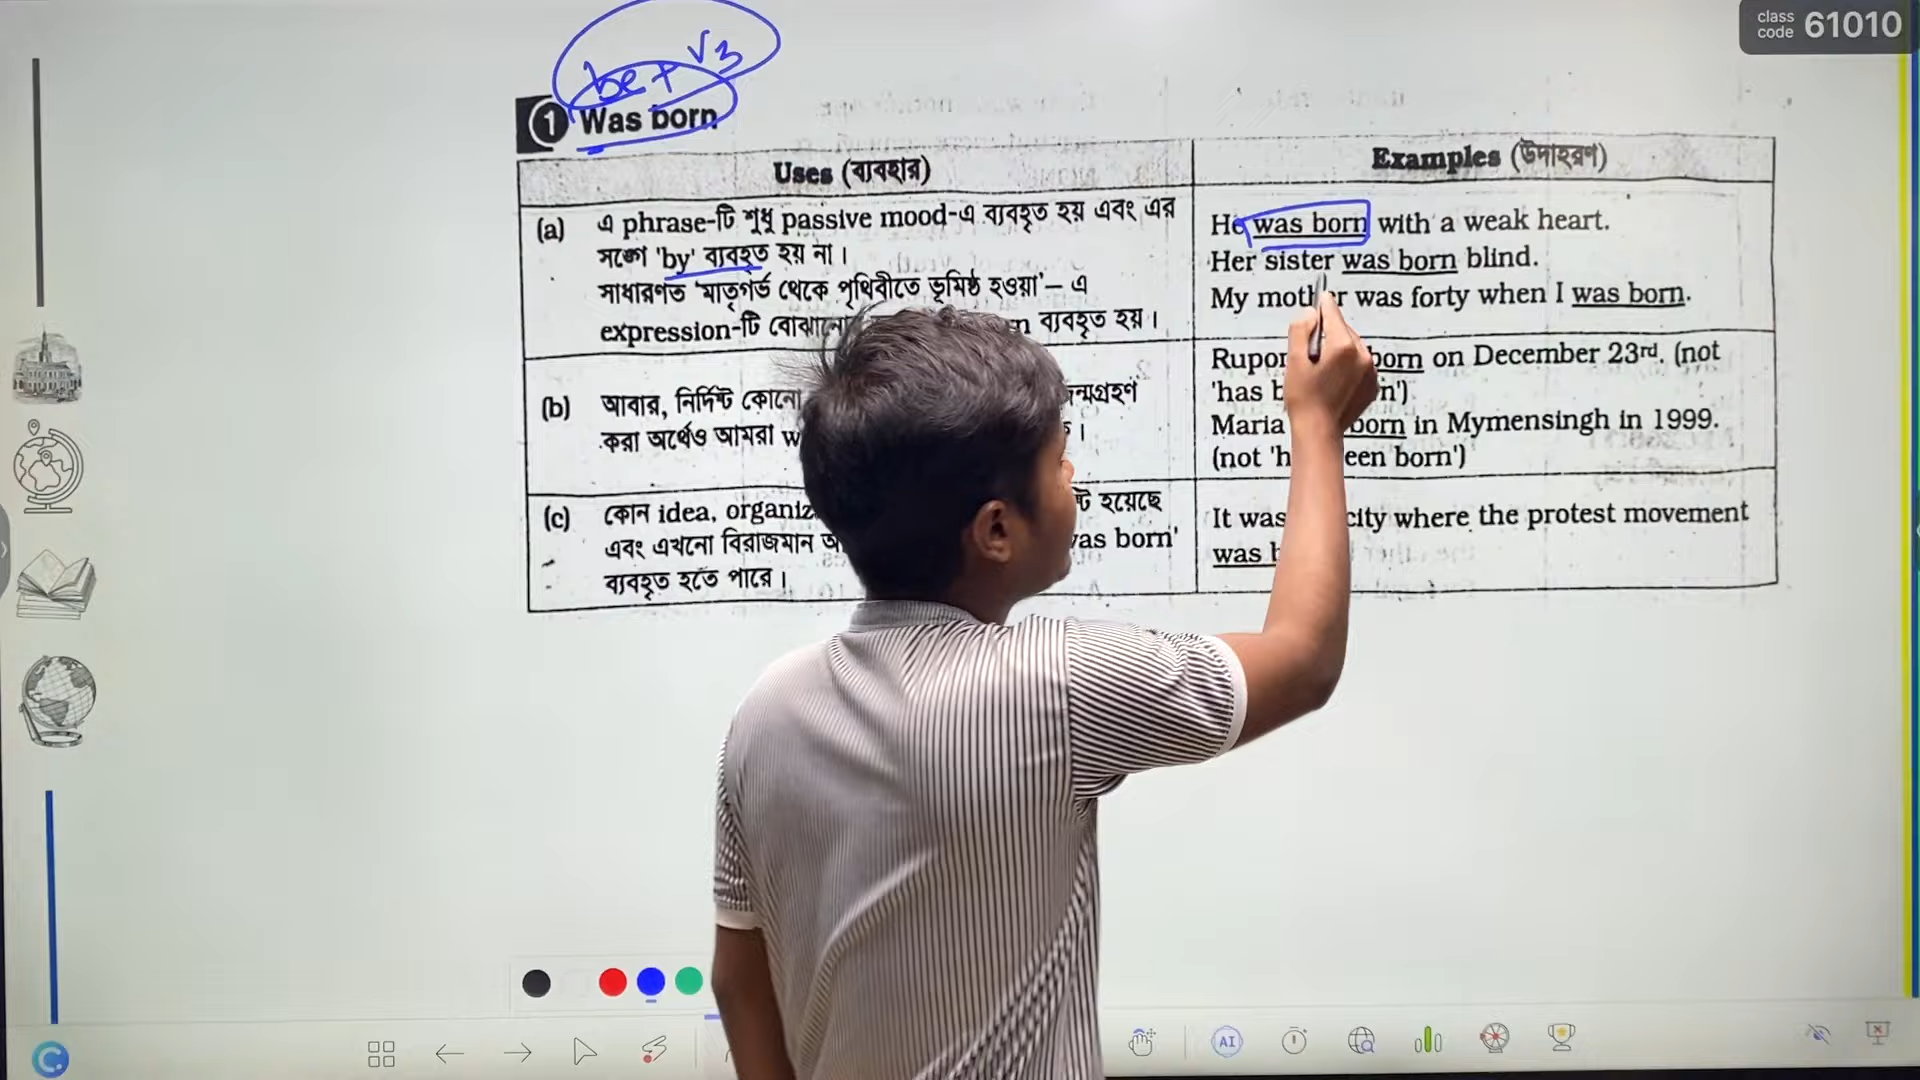 class code 61010
be + v3
1 Was born
Uses (ব্যবহার)
Examples (উদাহরণ)
(a) এ phrase-টি শুধু passive mood-এ ব্যবহৃত হয় এবং এর
সঙ্গে 'by' ব্যবহৃত হয় না।
সাধারণত 'মাতৃগর্ভ থেকে পৃথিবীতে ভূমিষ্ঠ হওয়া'– এ
expression-টি ব্যবহৃত হয়।
He was born with a weak heart.
Her sister was born blind.
My mother was forty when I was born.
(b) আবার, নির্দিষ্ট
করা অর্থেও আমরা
Rupon born on December 23rd. (not
'has
Maria born in Mymensingh in 1999.
(not born')
(c) কোন idea, হয়েছে
এবং এখনো বিরাজমান born'
ব্যবহৃত হতে পারে।
It was city where the protest movement
was
AI